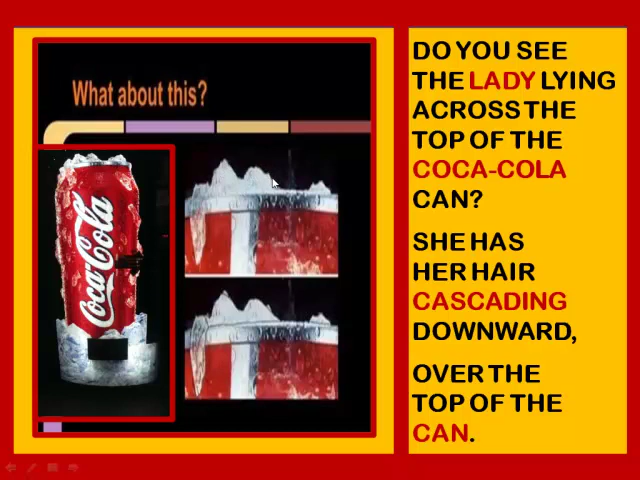 What about this?
Coca-Cola
DO YOU SEE
THE LADY LYING
ACROSS THE
TOP OF THE
COCA-COLA
CAN?
SHE HAS
HER HAIR
CASCADING
DOWNWARD,
OVER THE
TOP OF THE
CAN.